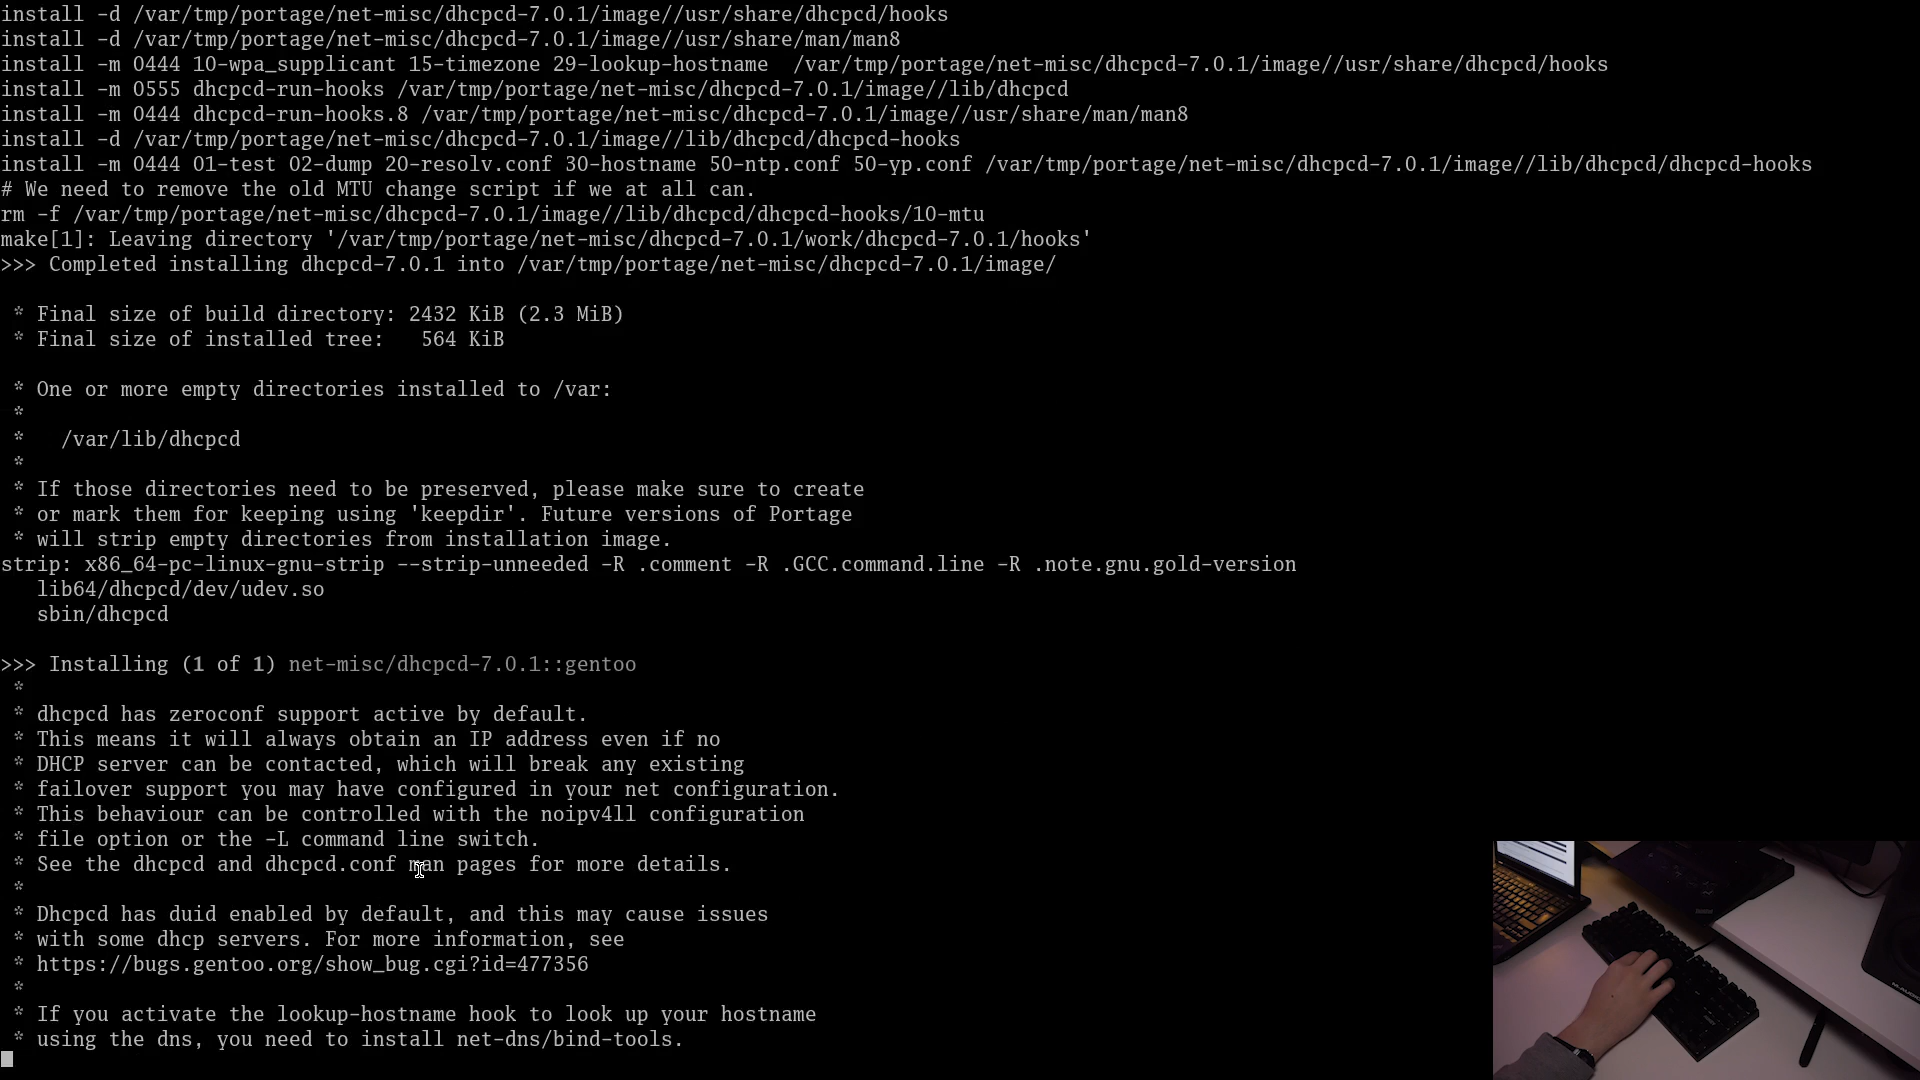 install -d /var/tmp/portage/net-misc/dhcpcd-7.0.1/image//usr/share/dhcpcd/hooks
install -d /var/tmp/portage/net-misc/dhcpcd-7.0.1/image//usr/share/man/man8
install -m 0444 10-wpa_supplicant 15-timezone 29-lookup-hostname  /var/tmp/portage/net-misc/dhcpcd-7.0.1/image//usr/share/dhcpcd/hooks
install -m 0555 dhcpcd-run-hooks /var/tmp/portage/net-misc/dhcpcd-7.0.1/image//lib/dhcpcd
install -m 0444 dhcpcd-run-hooks.8 /var/tmp/portage/net-misc/dhcpcd-7.0.1/image//usr/share/man/man8
install -d /var/tmp/portage/net-misc/dhcpcd-7.0.1/image//lib/dhcpcd/dhcpcd-hooks
install -m 0444 01-test 02-dump 20-resolv.conf 30-hostname 50-ntp.conf 50-yp.conf /var/tmp/portage/net-misc/dhcpcd-7.0.1/image//lib/dhcpcd/dhcpcd-hooks
# We need to remove the old MTU change script if we at all can.
rm -f /var/tmp/portage/net-misc/dhcpcd-7.0.1/image//lib/dhcpcd/dhcpcd-hooks/10-mtu
make[1]: Leaving directory '/var/tmp/portage/net-misc/dhcpcd-7.0.1/work/dhcpcd-7.0.1/hooks'
>>> Completed installing dhcpcd-7.0.1 into /var/tmp/portage/net-misc/dhcpcd-7.0.1/image/
* Final size of build directory: 2432 KiB (2.3 MiB)
* Final size of installed tree:   564 KiB
* One or more empty directories installed to /var:
*
*   /var/lib/dhcpcd
*
* If those directories need to be preserved, please make sure to create
* or mark them for keeping using 'keepdir'. Future versions of Portage
* will strip empty directories from installation image.
strip: x86_64-pc-linux-gnu-strip --strip-unneeded -R .comment -R .GCC.command.line -R .note.gnu.gold-version
lib64/dhcpcd/dev/udev.so
sbin/dhcpcd
>>> Installing (1 of 1) net-misc/dhcpcd-7.0.1::gentoo
*
* dhcpcd has zeroconf support active by default.
* This means it will always obtain an IP address even if no
* DHCP server can be contacted, which will break any existing
* failover support you may have configured in your net configuration.
* This behaviour can be controlled with the noipv4ll configuration
* file option or the -L command line switch.
* See the dhcpcd and dhcpcd.conf man pages for more details.
*
* Dhcpcd has duid enabled by default, and this may cause issues
* with some dhcp servers. For more information, see
* https://bugs.gentoo.org/show_bug.cgi?id=477356
*
* If you activate the lookup-hostname hook to look up your hostname
* using the dns, you need to install net-dns/bind-tools.